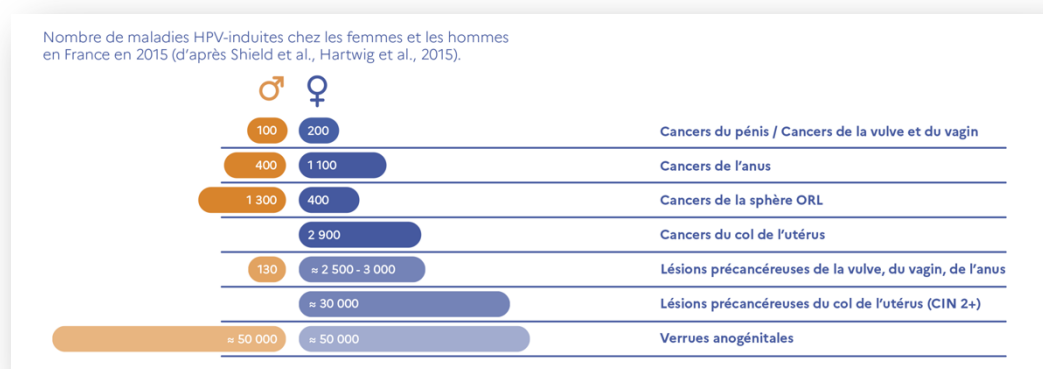 Nombre de maladies HPV-induites chez les femmes et les hommes
en France en 2015 (d'après Shield et al., Hartwig et al., 2015).
100 200 Cancers du pénis / Cancers de la vulve et du vagin
400 1 100 Cancers de l'anus
1 300 400 Cancers de la sphère ORL
2 900 Cancers du col de l'utérus
130 ≈ 2 500 - 3 000 Lésions précancéreuses de la vulve, du vagin, de l'anus
≈ 30 000 Lésions précancéreuses du col de l'utérus (CIN 2+)
≈ 50 000 ≈ 50 000 Verrues anogénitales